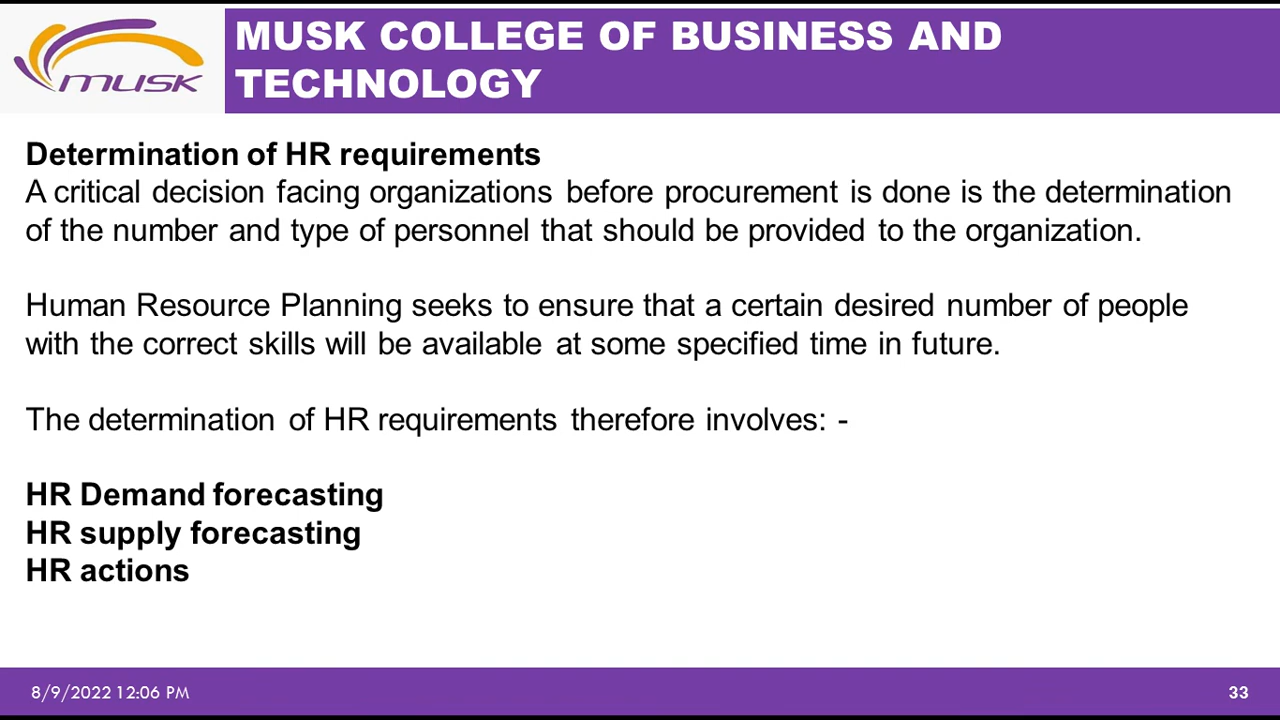 musk
MUSK COLLEGE OF BUSINESS AND
TECHNOLOGY
Determination of HR requirements
A critical decision facing organizations before procurement is done is the determination
of the number and type of personnel that should be provided to the organization.
Human Resource Planning seeks to ensure that a certain desired number of people
with the correct skills will be available at some specified time in future.
The determination of HR requirements therefore involves: -
HR Demand forecasting
HR supply forecasting
HR actions
8/9/2022 12:06 PM
33